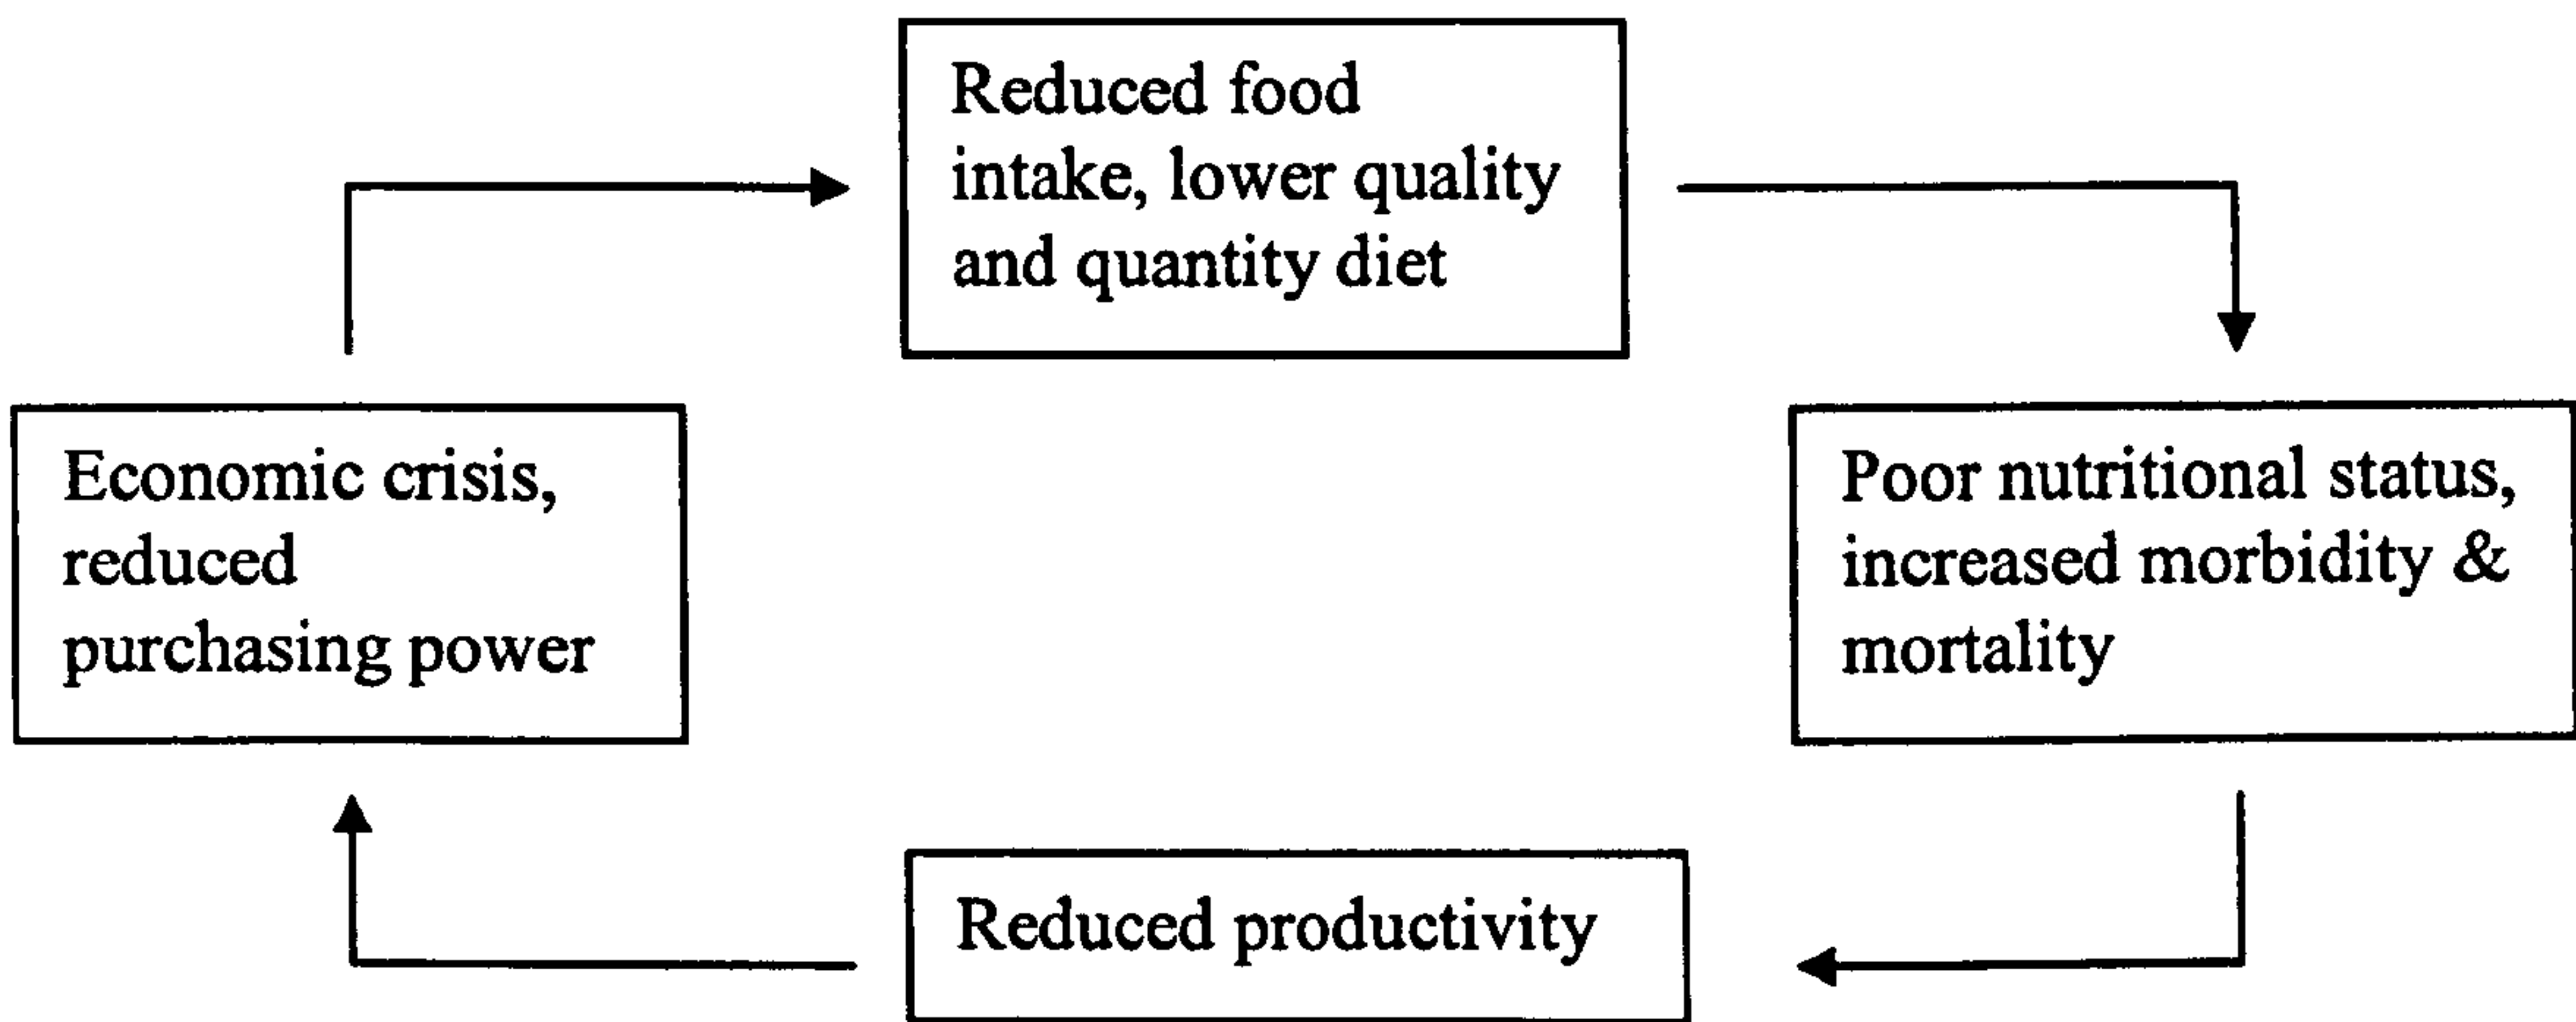 Reduced food
intake, lower quality
and quantity diet
Economic crisis,
reduced
purchasing power
Poor nutritional status,
increased morbidity &
mortality
Reduced productivity